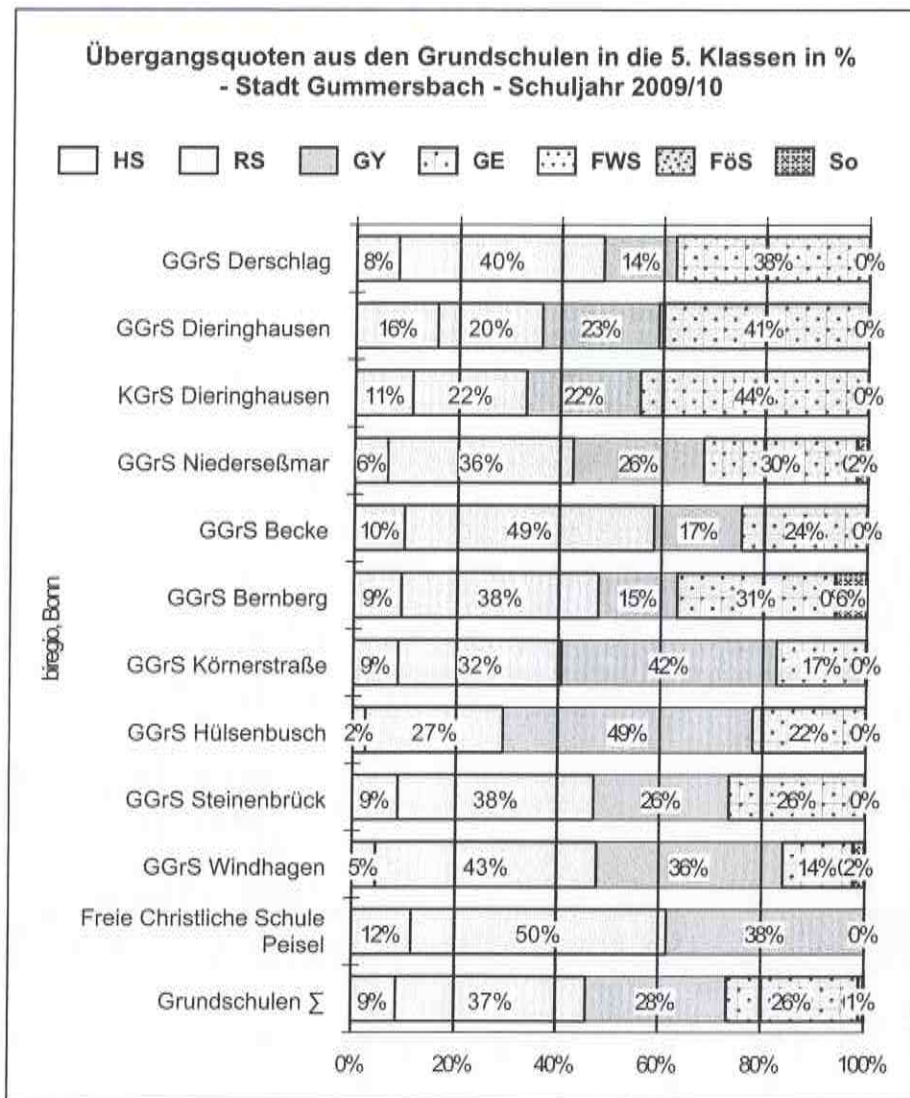 Übergangsquoten aus den Grundschulen in die 5. Klassen in %
- Stadt Gummersbach - Schuljahr 2009/10
HS RS GY GE FWS FöS So
GGrS Derschlag 8% 40% 14% 38% 0%
GGrS Dieringhausen 16% 20% 23% 41% 0%
KGrS Dieringhausen 11% 22% 22% 44% 0%
GGrS Niederseßmar 6% 36% 26% 30% 2%
GGrS Becke 10% 49% 17% 24% 0%
GGrS Bernberg 9% 38% 15% 31% 6%
GGrS Körnerstraße 9% 32% 42% 17% 0%
GGrS Hülsenbusch 2% 27% 49% 22% 0%
GGrS Steinenbrück 9% 38% 26% 26% 0%
GGrS Windhagen 5% 43% 36% 14% 2%
Freie Christliche Schule
Peisel 12% 50% 38% 0%
Grundschulen ∑ 9% 37% 28% 26% 1%
0% 20% 40% 60% 80% 100%
biregio, Bonn